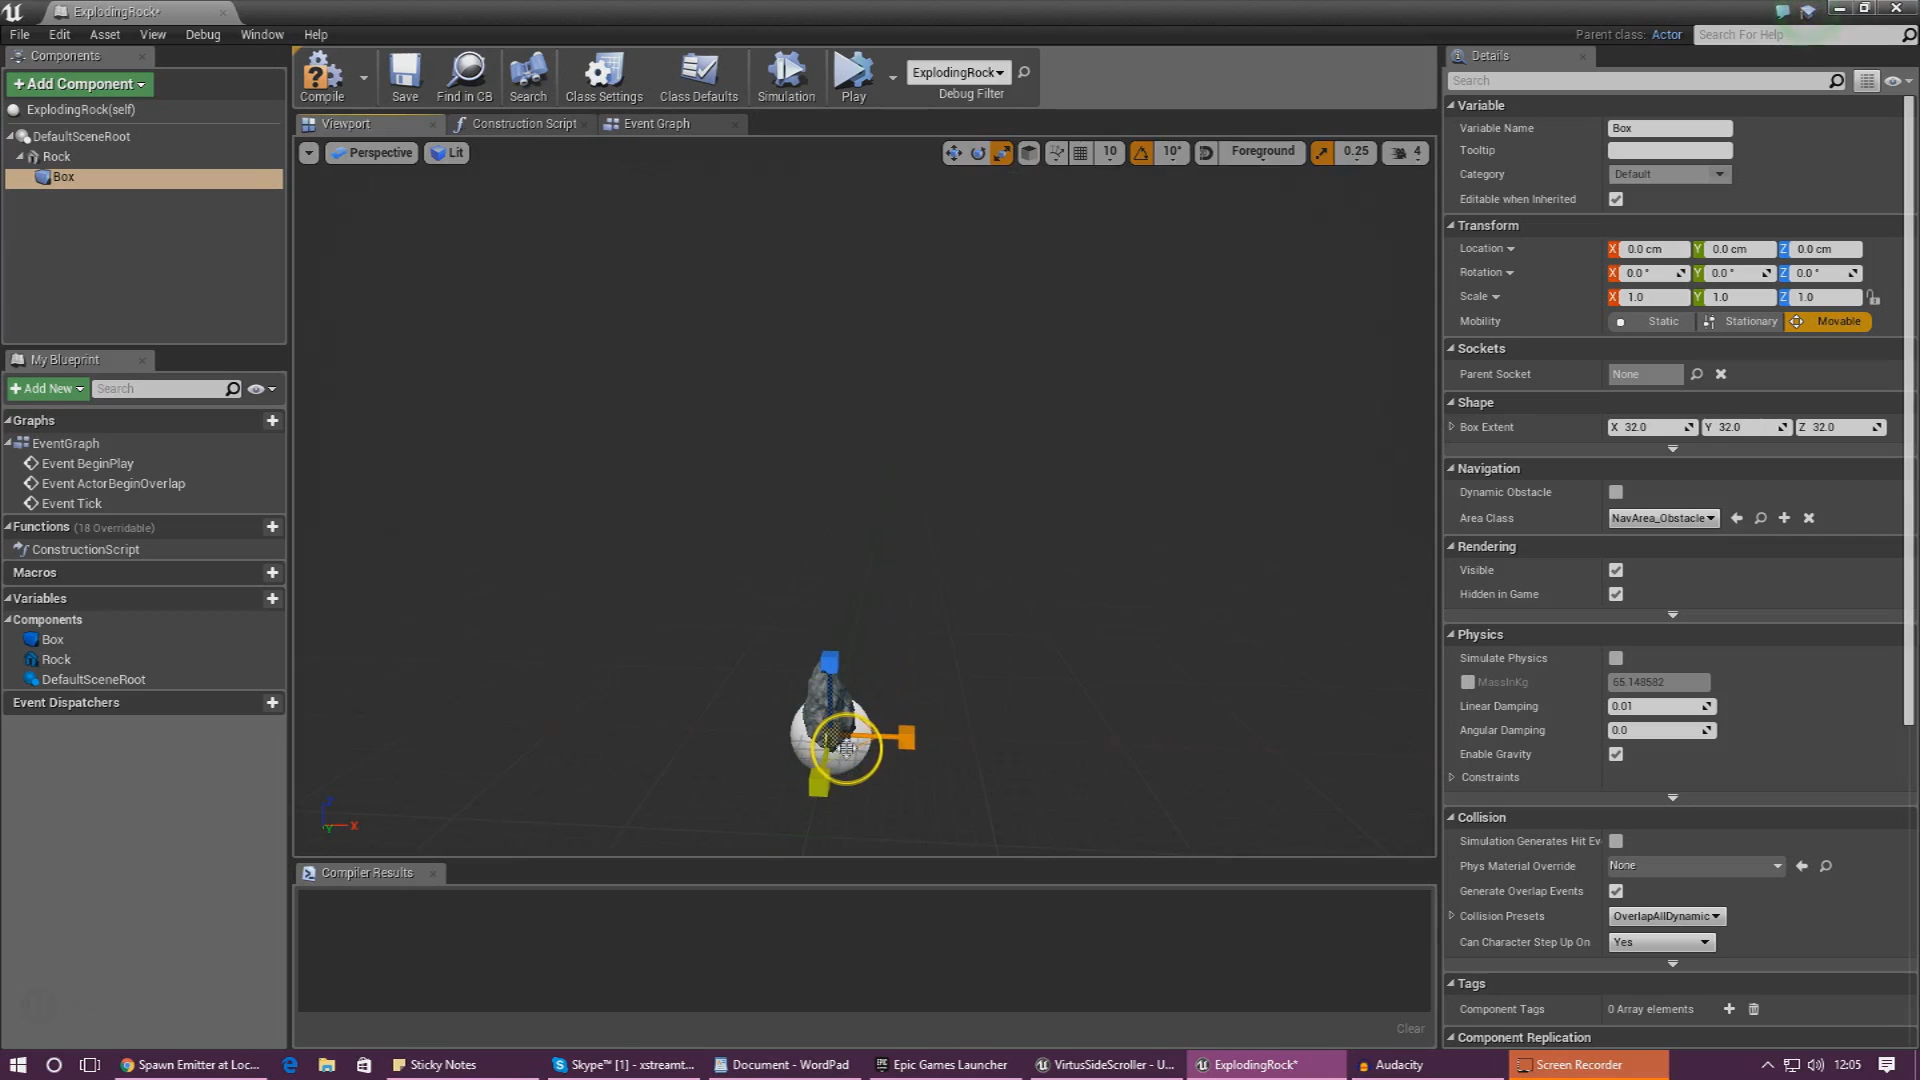 ExplodingRock*
File Edit Asset View Debug Window Help
Parent class: Actor
Search For Help
Components
+ Add Component
ExplodingRock(self)
DefaultSceneRoot
Rock
Box
Compile
Save
Find in CB
Search
Class Settings
Class Defaults
Simulation
Play
ExplodingRock
Debug Filter
Viewport
Construction Script
Event Graph
Perspective
Lit
10
10°
Foreground
0.25
4
X
Y
Z
My Blueprint
+ Add New
Search
Graphs
EventGraph
Event BeginPlay
Event ActorBeginOverlap
Event Tick
Functions (18 Overridable)
ConstructionScript
Macros
Variables
Components
Box
Rock
DefaultSceneRoot
Event Dispatchers
Compiler Results
Clear
Details
Search
Variable
Variable Name Box
Tooltip
Category Default
Editable when Inherited
Transform
Location X 0.0 cm Y 0.0 cm Z 0.0 cm
Rotation X 0.0 ° Y 0.0 ° Z 0.0 °
Scale X 1.0 Y 1.0 Z 1.0
Mobility Static Stationary Movable
Sockets
Parent Socket None
Shape
Box Extent X 32.0 Y 32.0 Z 32.0
Navigation
Dynamic Obstacle
Area Class NavArea_Obstacle
Rendering
Visible
Hidden in Game
Physics
Simulate Physics
MassInKg 65.148582
Linear Damping 0.01
Angular Damping 0.0
Enable Gravity
Constraints
Collision
Simulation Generates Hit Ev
Phys Material Override None
Generate Overlap Events
Collision Presets OverlapAllDynamic
Can Character Step Up On Yes
Tags
Component Tags 0 Array elements
Component Replication
Spawn Emitter at Loc...
Sticky Notes
Skype™ [1] - xstreamt...
Document - WordPad
Epic Games Launcher
VirtusSideScroller - U...
ExplodingRock*
Audacity
Screen Recorder
12:05